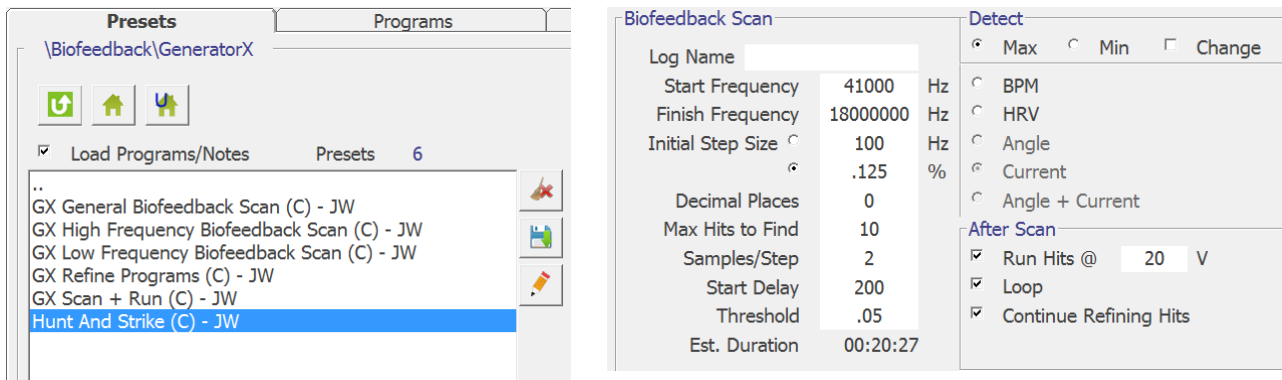 Presets Programs
\Biofeedback\GeneratorX
Load Programs/Notes Presets 6
..
GX General Biofeedback Scan (C) - JW
GX High Frequency Biofeedback Scan (C) - JW
GX Low Frequency Biofeedback Scan (C) - JW
GX Refine Programs (C) - JW
GX Scan + Run (C) - JW
Hunt And Strike (C) - JW
Biofeedback Scan
Log Name
Start Frequency 41000 Hz
Finish Frequency 18000000 Hz
Initial Step Size 100 Hz
.125 %
Decimal Places 0
Max Hits to Find 10
Samples/Step 2
Start Delay 200
Threshold .05
Est. Duration 00:20:27
Detect
Max Min Change
BPM
HRV
Angle
Current
Angle + Current
After Scan
Run Hits @ 20 V
Loop
Continue Refining Hits